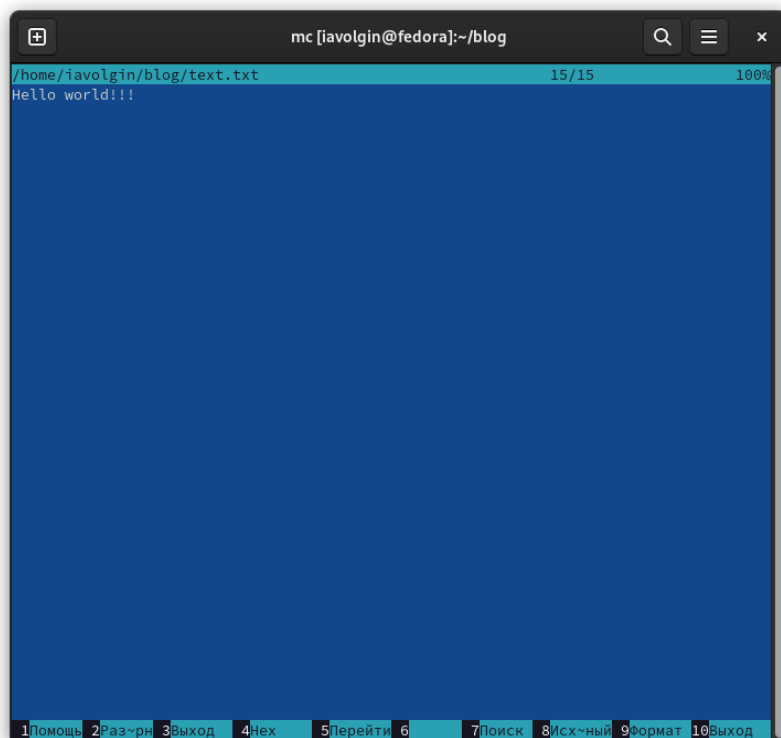 mc [iavolgin@fedora]:~/blog
/home/iavolgin/blog/text.txt 15/15 100%
Hello world!!!
1Помощь 2Раз~рн 3Выход 4Hex 5Перейти 6 7Поиск 8Исх~ный 9Формат 10Выход